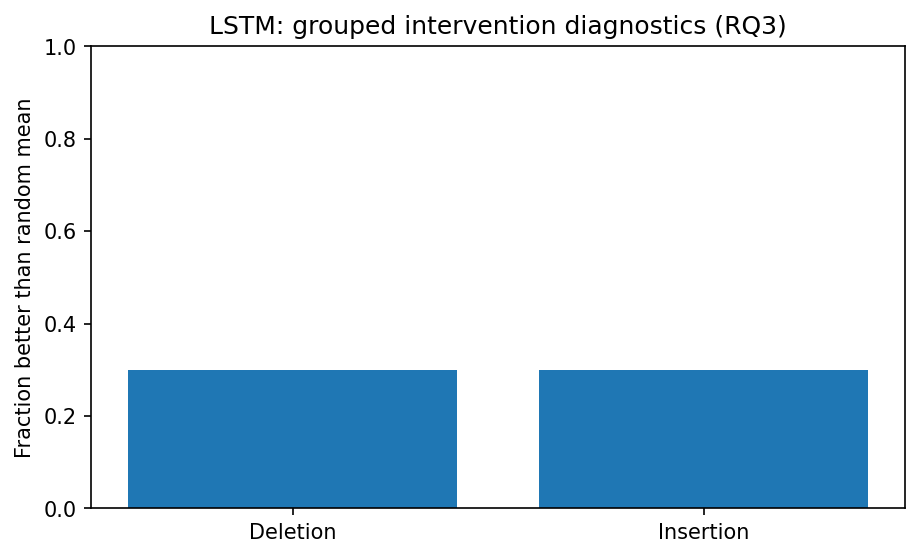 LSTM: grouped intervention diagnostics (RQ3)
Fraction better than random mean
1.0
0.8
0.6
0.4
0.2
0.0
Deletion Insertion